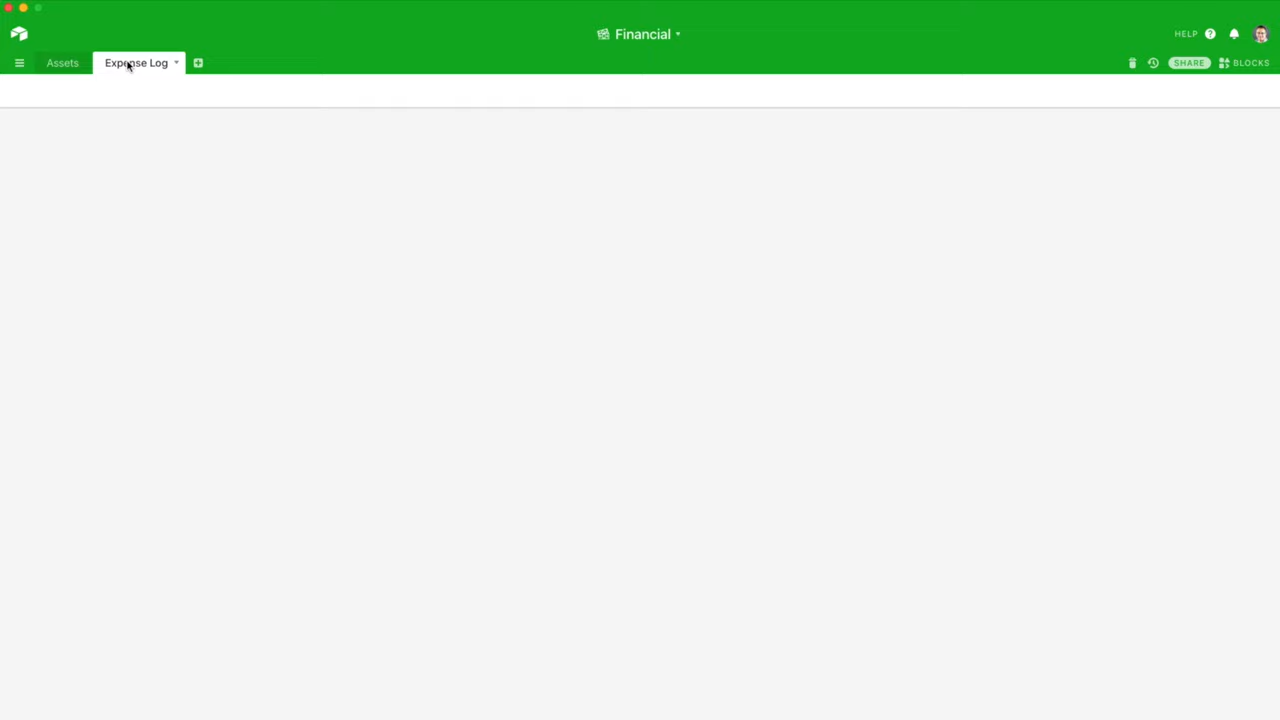 Financial
HELP
Assets
Expense Log
SHARE
BLOCKS